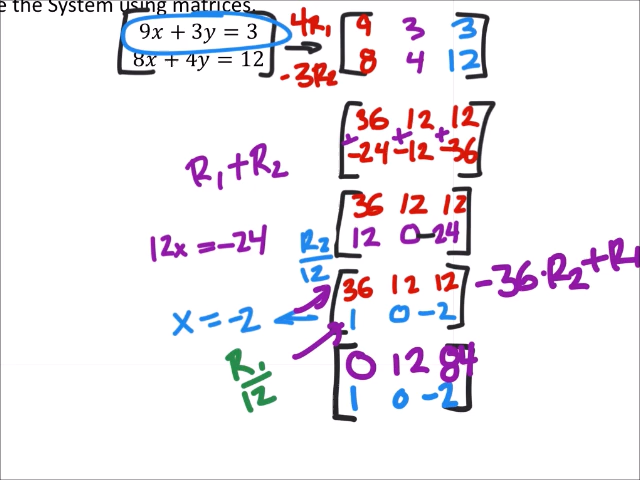 e the System using matrices.
9x + 3y = 3 4R₁ 9 3 3
8x + 4y = 12 -3R₂ 8 4 12
36 12 12
+ + +
-24 -12 -36
R₁ + R₂
36 12 12
12x = -24 R₂/12 12 0 -24
36 12 12 -36·R₂ + R₁
x = -2 1 0 -2
R₁/12 0 12 84
1 0 -2